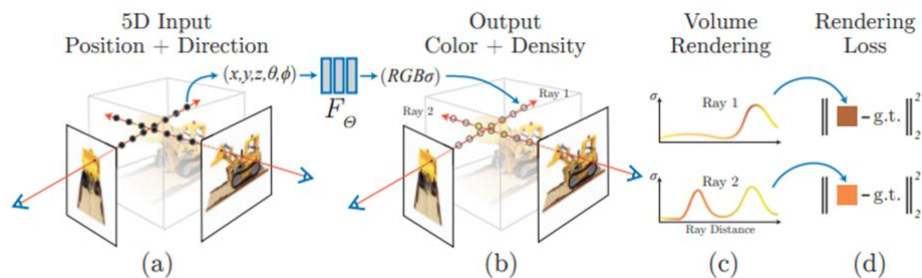 5D Input
Position + Direction
Output
Color + Density
Volume
Rendering
Rendering
Loss
(x,y,z,θ,ϕ)
F_Θ
(RGBσ)
Ray 1
Ray 2
σ
Ray 1
σ
Ray 2
Ray Distance
‖ - g.t. ‖₂²
‖ - g.t. ‖₂²
(a)
(b)
(c)
(d)